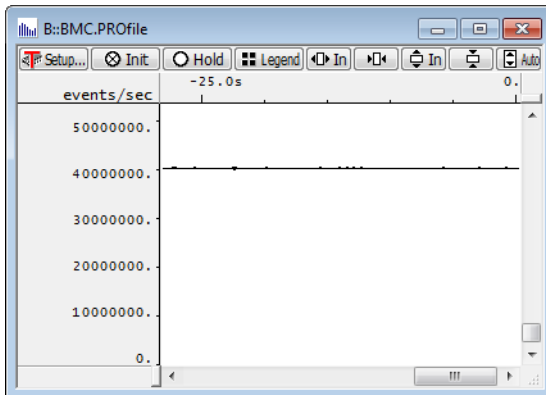 B::BMC.PROfile
Setup... Init Hold Legend In In Auto
-25.0s 0.
events/sec
50000000.
40000000.
30000000.
20000000.
10000000.
0.